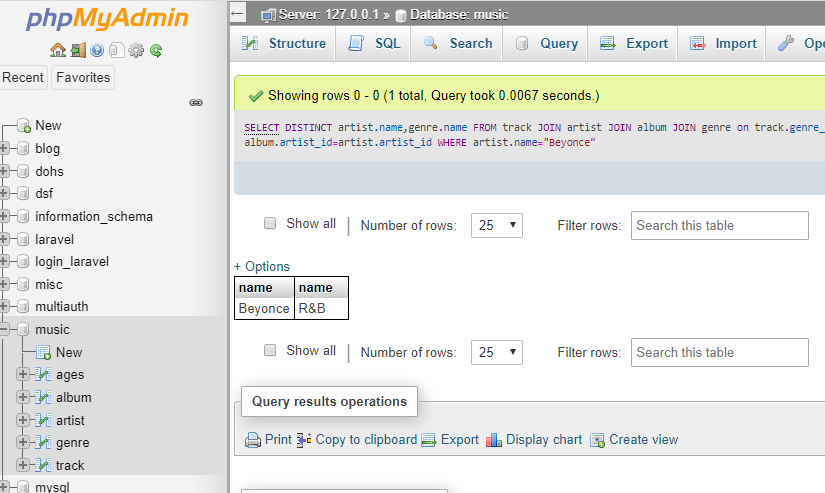 phpMyAdmin
Recent Favorites
New
blog
dohs
dsf
information_schema
laravel
login_laravel
misc
multiauth
music
New
ages
album
artist
genre
track
mysql
Server: 127.0.0.1 » Database: music
Structure SQL Search Query Export Import Ope
Showing rows 0 - 0 (1 total, Query took 0.0067 seconds.)
SELECT DISTINCT artist.name,genre.name FROM track JOIN artist JOIN album JOIN genre on track.genre_
album.artist_id=artist.artist_id WHERE artist.name="Beyonce"
Show all | Number of rows: 25 Filter rows: Search this table
+ Options
name name
Beyonce R&B
Show all | Number of rows: 25 Filter rows: Search this table
Query results operations
Print Copy to clipboard Export Display chart Create view